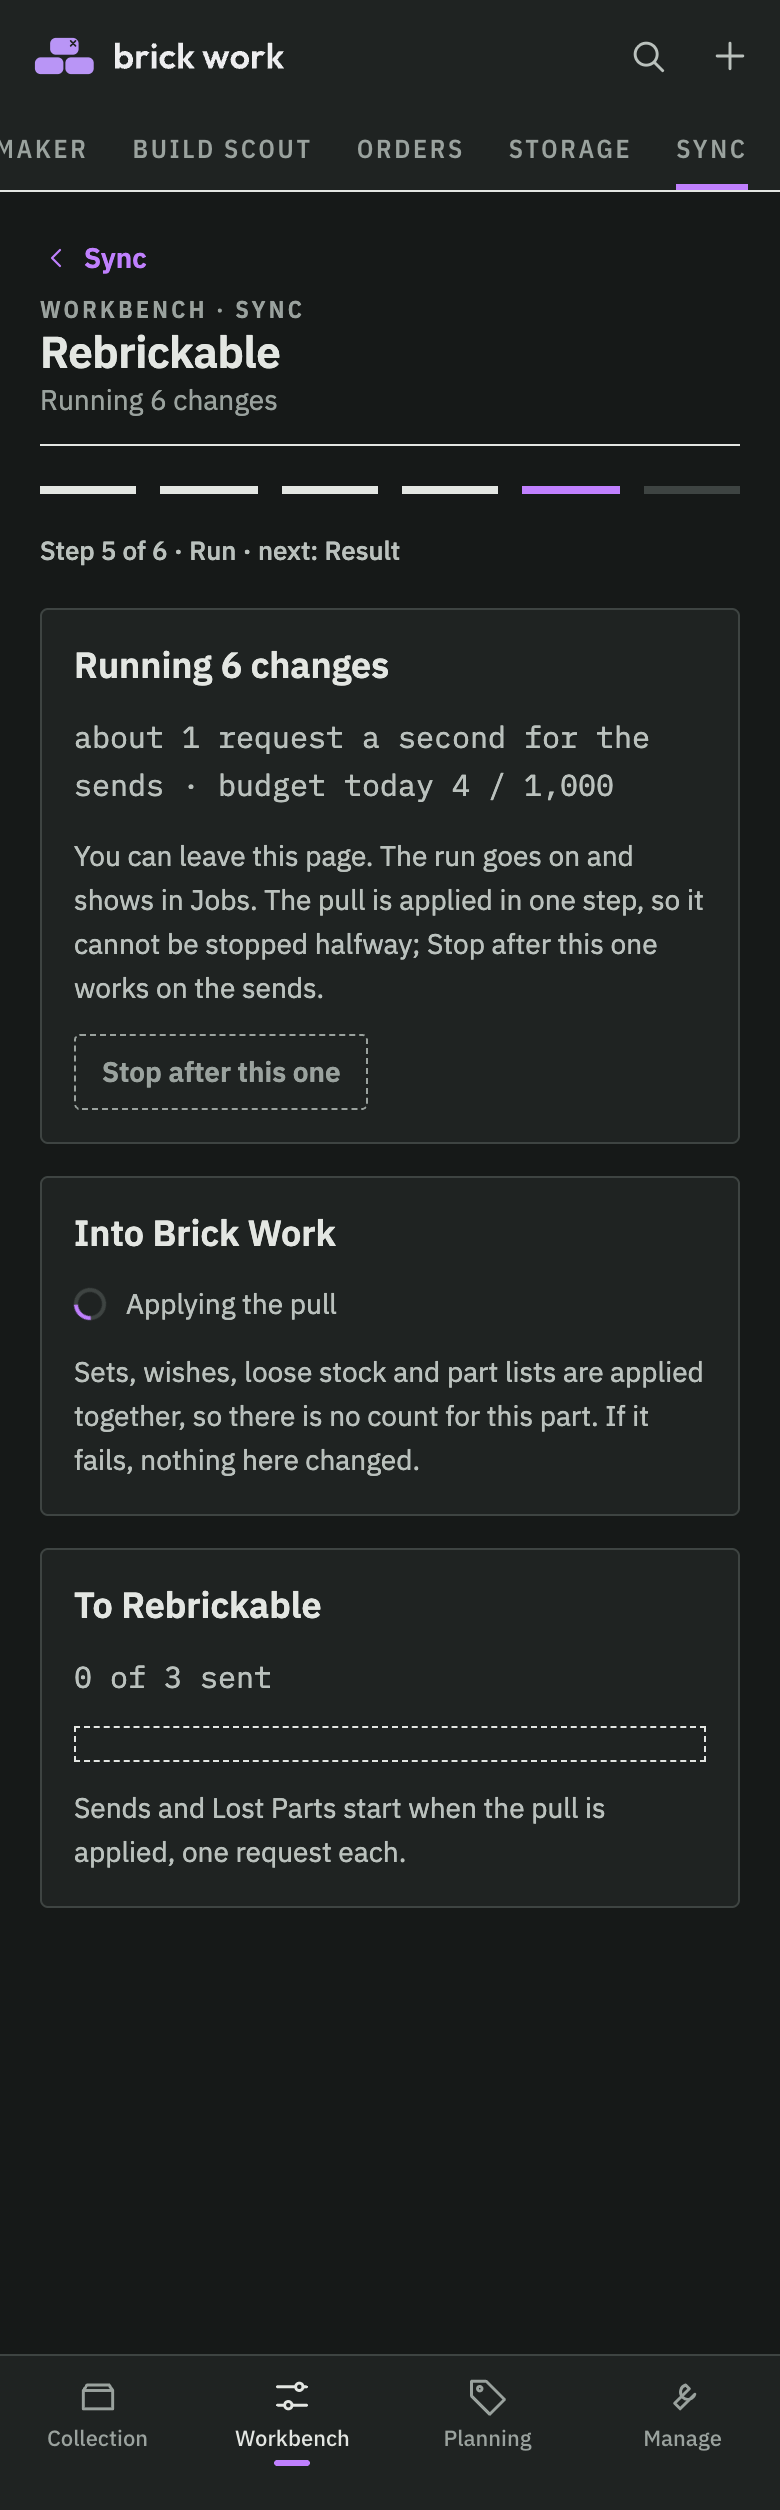 brick work
MAKER BUILD SCOUT ORDERS STORAGE SYNC
Sync
WORKBENCH · SYNC
Rebrickable
Running 6 changes
Step 5 of 6 · Run · next: Result
Running 6 changes
about 1 request a second for the
sends · budget today 4 / 1,000
You can leave this page. The run goes on and
shows in Jobs. The pull is applied in one step, so it
cannot be stopped halfway; Stop after this one
works on the sends.
Stop after this one
Into Brick Work
Applying the pull
Sets, wishes, loose stock and part lists are applied
together, so there is no count for this part. If it
fails, nothing here changed.
To Rebrickable
0 of 3 sent
Sends and Lost Parts start when the pull is
applied, one request each.
Collection Workbench Planning Manage